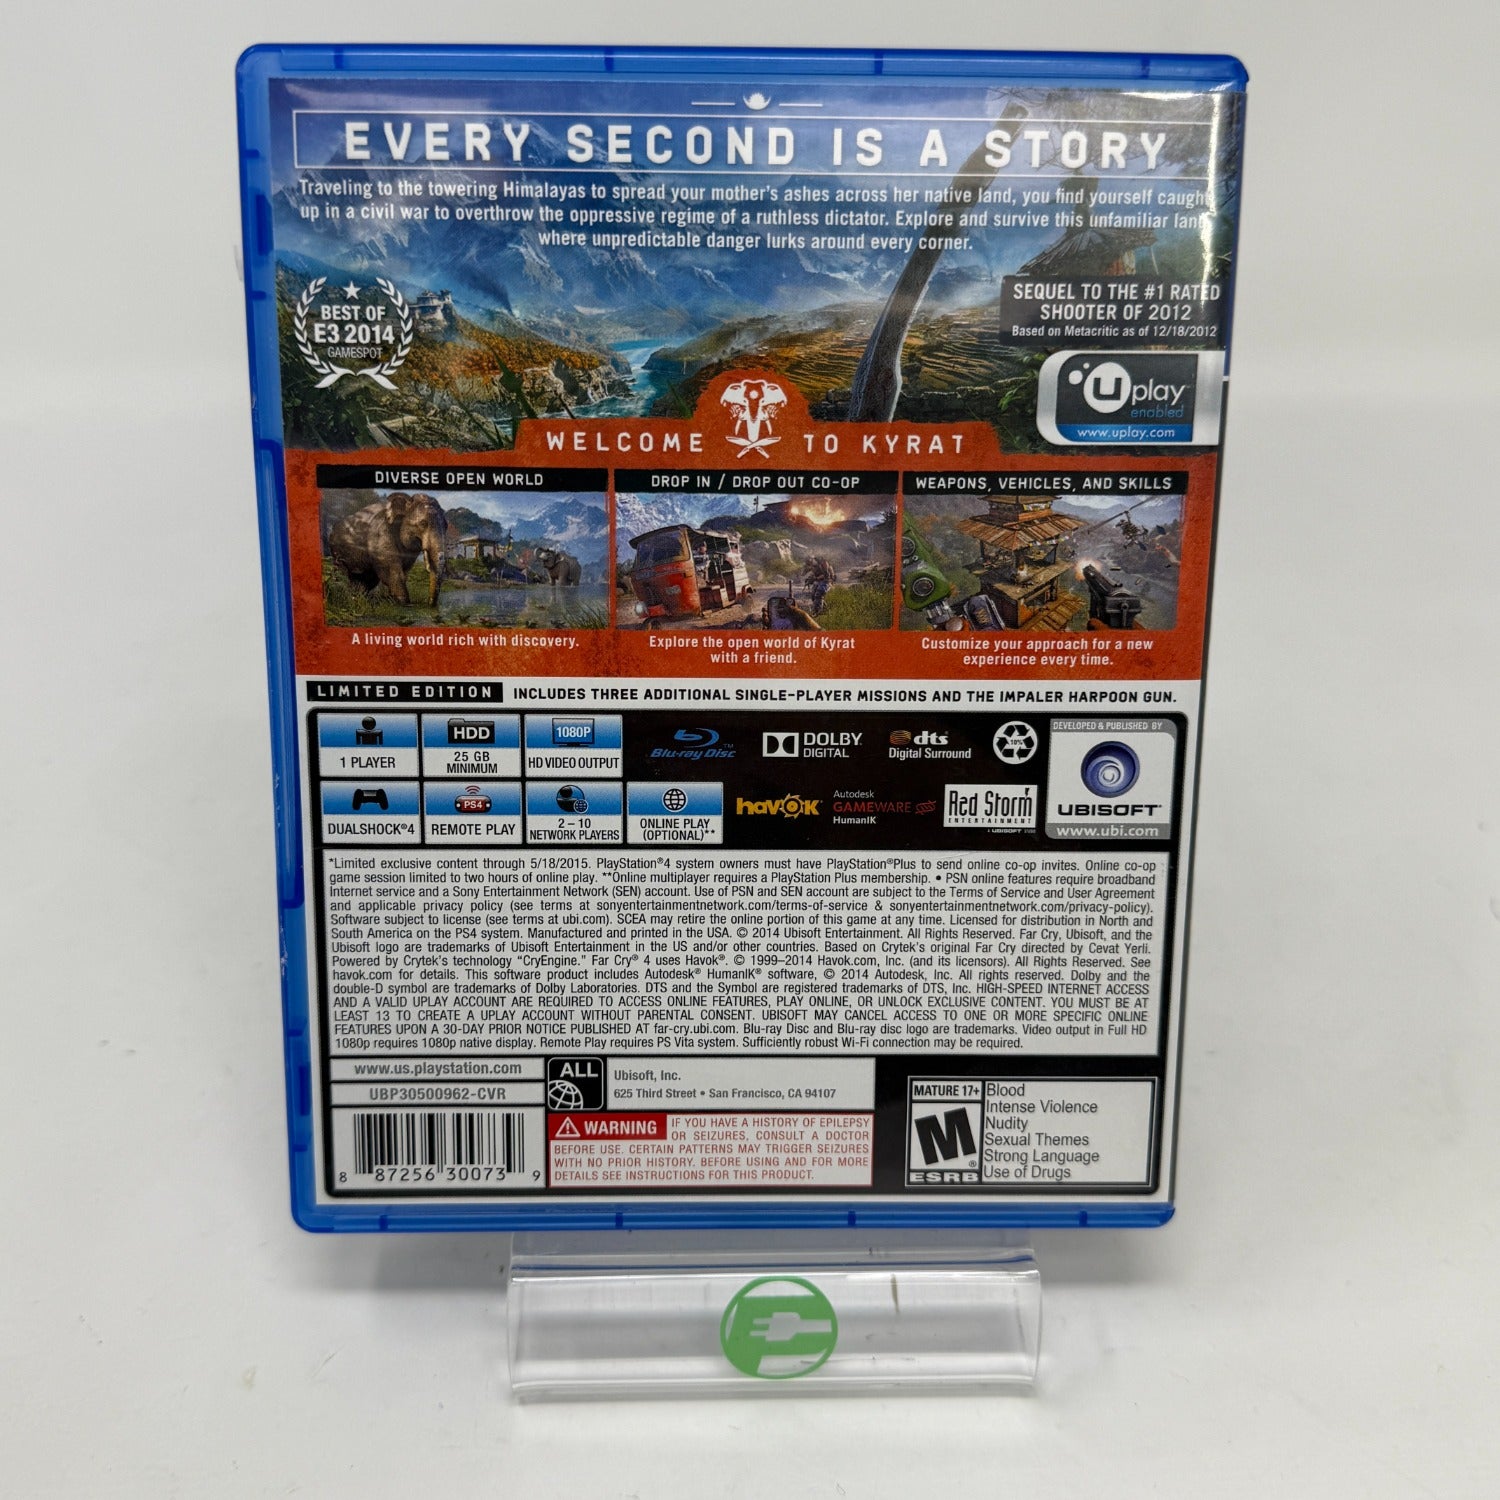 EVERY SECOND IS A STORY
Traveling to the towering Himalayas to spread your mother's ashes across her native land, you find yourself caught
up in a civil war to overthrow the oppressive regime of a ruthless dictator. Explore and survive this unfamiliar land
where unpredictable danger lurks around every corner.
BEST OF
E3 2014
GAMESPOT
SEQUEL TO THE #1 RATED
SHOOTER OF 2012
Based on Metacritic as of 12/18/2012
Uplay
enabled
www.uplay.com
WELCOME TO KYRAT
DIVERSE OPEN WORLD
DROP IN / DROP OUT CO-OP
WEAPONS, VEHICLES, AND SKILLS
A living world rich with discovery.
Explore the open world of Kyrat
with a friend.
Customize your approach for a new
experience every time.
LIMITED EDITION INCLUDES THREE ADDITIONAL SINGLE-PLAYER MISSIONS AND THE IMPALER HARPOON GUN.
1 PLAYER
HDD
25 GB
MINIMUM
1080P
HD VIDEO OUTPUT
Blu-ray Disc™
DOLBY
DIGITAL
dts
Digital Surround
10%
DEVELOPED & PUBLISHED BY
UBISOFT
www.ubi.com
DUALSHOCK®4
PS4
REMOTE PLAY
2 – 10
NETWORK PLAYERS
ONLINE PLAY
(OPTIONAL)**
havok
Autodesk
GAMEWARE
HumanIK
Red Storm
ENTERTAINMENT
*Limited exclusive content through 5/18/2015. PlayStation®4 system owners must have PlayStation®Plus to send online co-op invites. Online co-op
game session limited to two hours of online play. **Online multiplayer requires a PlayStation Plus membership. • PSN online features require broadband
Internet service and a Sony Entertainment Network (SEN) account. Use of PSN and SEN account are subject to the Terms of Service and User Agreement
and applicable privacy policy (see terms at sonyentertainmentnetwork.com/terms-of-service & sonyentertainmentnetwork.com/privacy-policy).
Software subject to license (see terms at ubi.com). SCEA may retire the online portion of this game at any time. Licensed for distribution in North and
South America on the PS4 system. Manufactured and printed in the USA. © 2014 Ubisoft Entertainment. All Rights Reserved. Far Cry, Ubisoft, and the
Ubisoft logo are trademarks of Ubisoft Entertainment in the US and/or other countries. Based on Crytek's original Far Cry directed by Cevat Yerli.
Powered by Crytek's technology “CryEngine.” Far Cry® 4 uses Havok®. © 1999–2014 Havok.com, Inc. (and its licensors). All Rights Reserved. See
havok.com for details. This software product includes Autodesk® HumanIK® software, © 2014 Autodesk, Inc. All rights reserved. Dolby and the
double-D symbol are trademarks of Dolby Laboratories. DTS and the Symbol are registered trademarks of DTS, Inc. HIGH-SPEED INTERNET ACCESS
AND A VALID UPLAY ACCOUNT ARE REQUIRED TO ACCESS ONLINE FEATURES, PLAY ONLINE, OR UNLOCK EXCLUSIVE CONTENT. YOU MUST BE AT
LEAST 13 TO CREATE A UPLAY ACCOUNT WITHOUT PARENTAL CONSENT. UBISOFT MAY CANCEL ACCESS TO ONE OR MORE SPECIFIC ONLINE
FEATURES UPON A 30-DAY PRIOR NOTICE PUBLISHED AT far-cry.ubi.com. Blu-ray Disc and Blu-ray disc logo are trademarks. Video output in Full HD
1080p requires 1080p native display. Remote Play requires PS Vita system. Sufficiently robust Wi-Fi connection may be required.
www.us.playstation.com
UBP30500962-CVR
8 87256 30073 9
ALL
Ubisoft, Inc.
625 Third Street • San Francisco, CA 94107
WARNING IF YOU HAVE A HISTORY OF EPILEPSY
OR SEIZURES, CONSULT A DOCTOR
BEFORE USE. CERTAIN PATTERNS MAY TRIGGER SEIZURES
WITH NO PRIOR HISTORY. BEFORE USING AND FOR MORE
DETAILS SEE INSTRUCTIONS FOR THIS PRODUCT.
MATURE 17+
M
ESRB
Blood
Intense Violence
Nudity
Sexual Themes
Strong Language
Use of Drugs